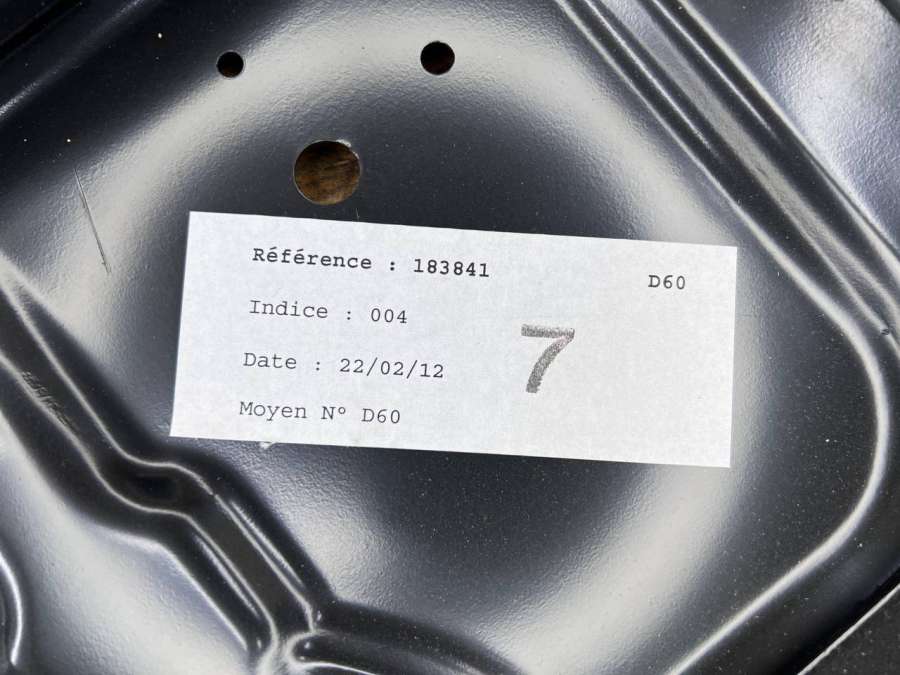 Référence : 183841
D60
Indice : 004
7
Date : 22/02/12
Moyen N° D60